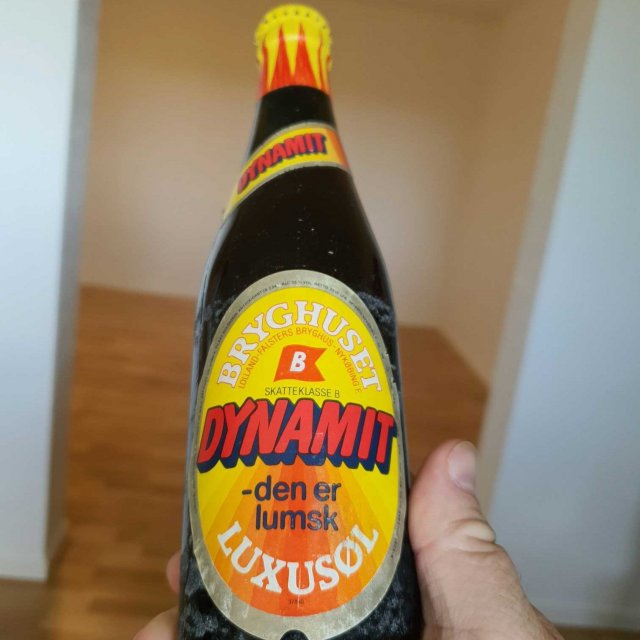 DYNAMIT
BRYGHUSET
LOLLAND-FALSTERS BRYGHUS-NYKØBING F.
B
SKATTEKLASSE B
DYNAMIT
-den er
lumsk
LUXUSØL